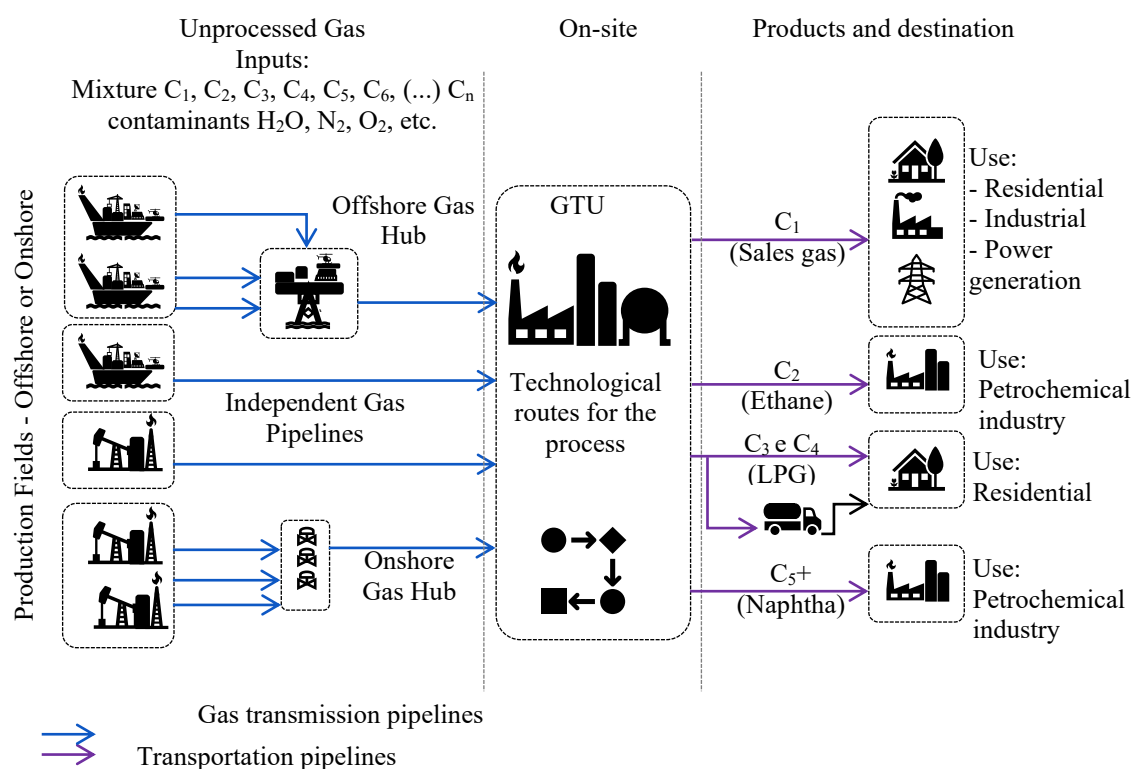 Unprocessed Gas
Inputs:
Mixture C₁, C₂, C₃, C₄, C₅, C₆, (...) Cₙ
contaminants H₂O, N₂, O₂, etc.
On-site
Products and destination
Production Fields - Offshore or Onshore
Offshore Gas
Hub
Independent Gas
Pipelines
Onshore
Gas Hub
GTU
Technological
routes for the
process
C₁
(Sales gas)
Use:
- Residential
- Industrial
- Power
generation
C₂
(Ethane)
Use:
Petrochemical
industry
C₃ e C₄
(LPG)
Use:
Residential
C₅+
(Naphtha)
Use:
Petrochemical
industry
Gas transmission pipelines
Transportation pipelines